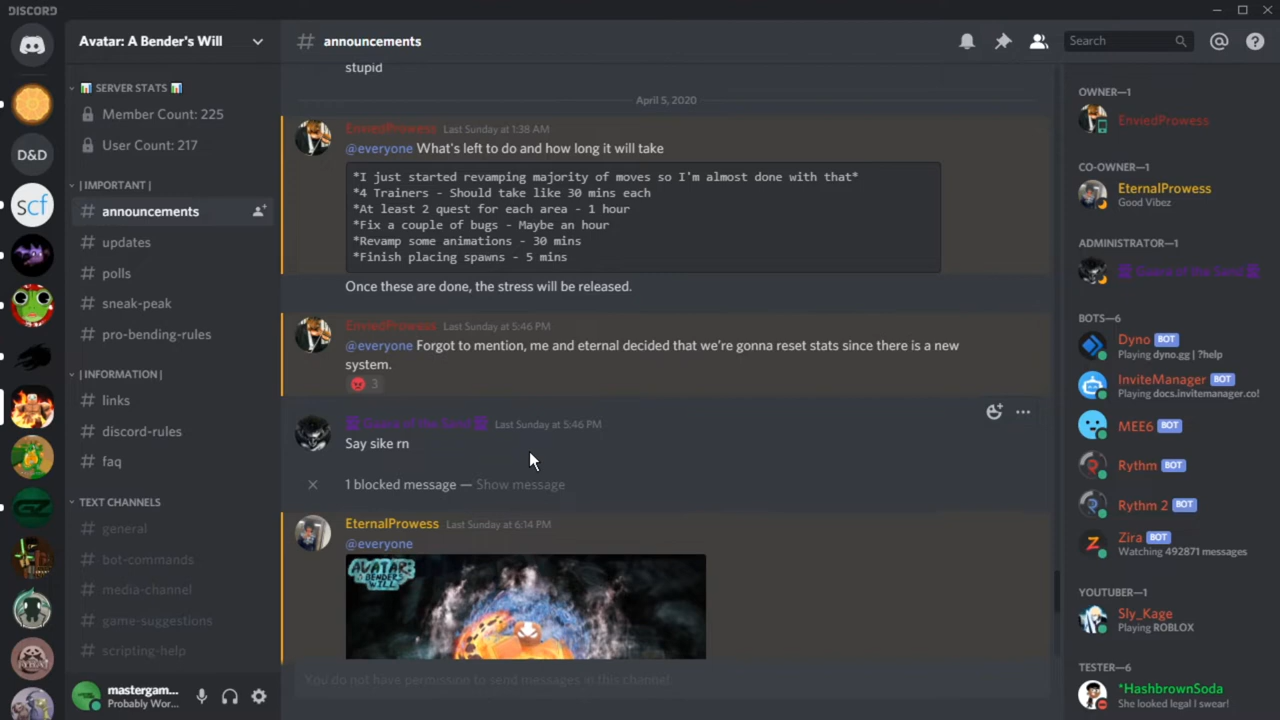 DISCORD
Avatar: A Bender's Will
# announcements
Search
SERVER STATS
Member Count: 225
User Count: 217
| IMPORTANT |
# announcements
# updates
# polls
# sneak-peak
# pro-bending-rules
| INFORMATION |
# links
# discord-rules
# faq
TEXT CHANNELS
# general
# bot-commands
# media-channel
# game-suggestions
# scripting-help
mastergam...
Probably Wor...
stupid
April 5, 2020
EnviedProwess Last Sunday at 1:38 AM
@everyone What's left to do and how long it will take
*I just started revamping majority of moves so I'm almost done with that*
*4 Trainers - Should take like 30 mins each
*At least 2 quest for each area - 1 hour
*Fix a couple of bugs - Maybe an hour
*Revamp some animations - 30 mins
*Finish placing spawns - 5 mins
Once these are done, the stress will be released.
EnviedProwess Last Sunday at 5:46 PM
@everyone Forgot to mention, me and eternal decided that we're gonna reset stats since there is a new
system.
3
Last Sunday at 5:46 PM
Say sike rn
1 blocked message — Show message
EternalProwess Last Sunday at 6:14 PM
@everyone
AVATAR:
You do not have permission to send messages in this channel
OWNER—1
EnviedProwess
CO-OWNER—1
EternalProwess
Good Vibez
ADMINISTRATOR—1
BOTS—6
Dyno BOT
Playing dyno.gg | ?help
InviteManager BOT
Playing docs.invitemanager.co!
MEE6 BOT
Rythm BOT
Rythm 2 BOT
Zira BOT
Watching 492871 messages
YOUTUBER—1
Sly_Kage
Playing ROBLOX
TESTER—6
*HashbrownSoda
She looked legal I swear!
D&D
scf
GZ